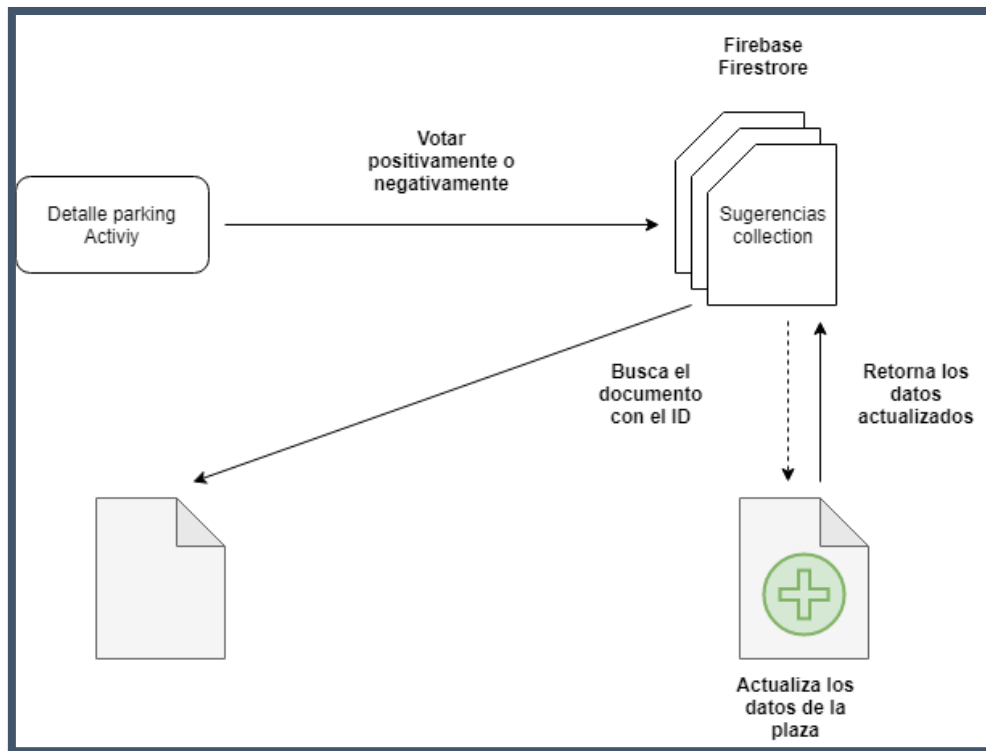 Firebase
Firestrore
Votar
positivamente o
negativamente
Detalle parking
Activiy
Sugerencias
collection
Busca el
documento
con el ID
Retorna los
datos
actualizados
Actualiza los
datos de la
plaza